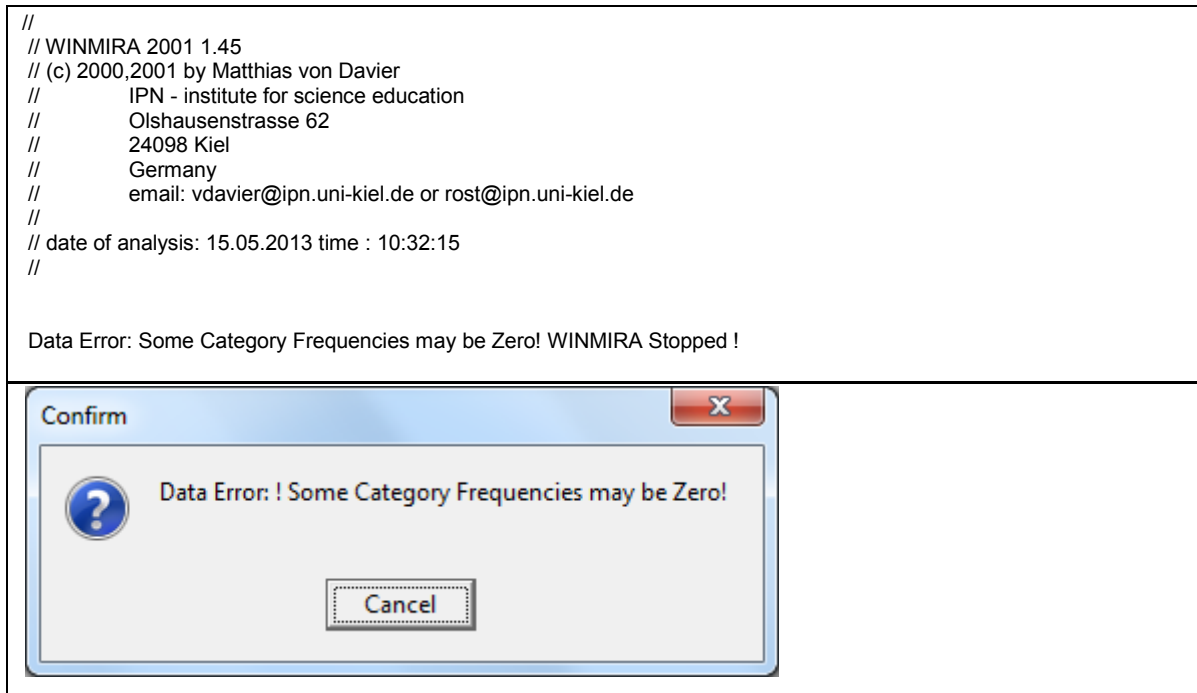 //
// WINMIRA 2001 1.45
// (c) 2000,2001 by Matthias von Davier
// IPN - institute for science education
// Olshausenstrasse 62
// 24098 Kiel
// Germany
// email: vdavier@ipn.uni-kiel.de or rost@ipn.uni-kiel.de
//
// date of analysis: 15.05.2013 time : 10:32:15
//
Data Error: Some Category Frequencies may be Zero! WINMIRA Stopped !
Confirm
Data Error: ! Some Category Frequencies may be Zero!
Cancel